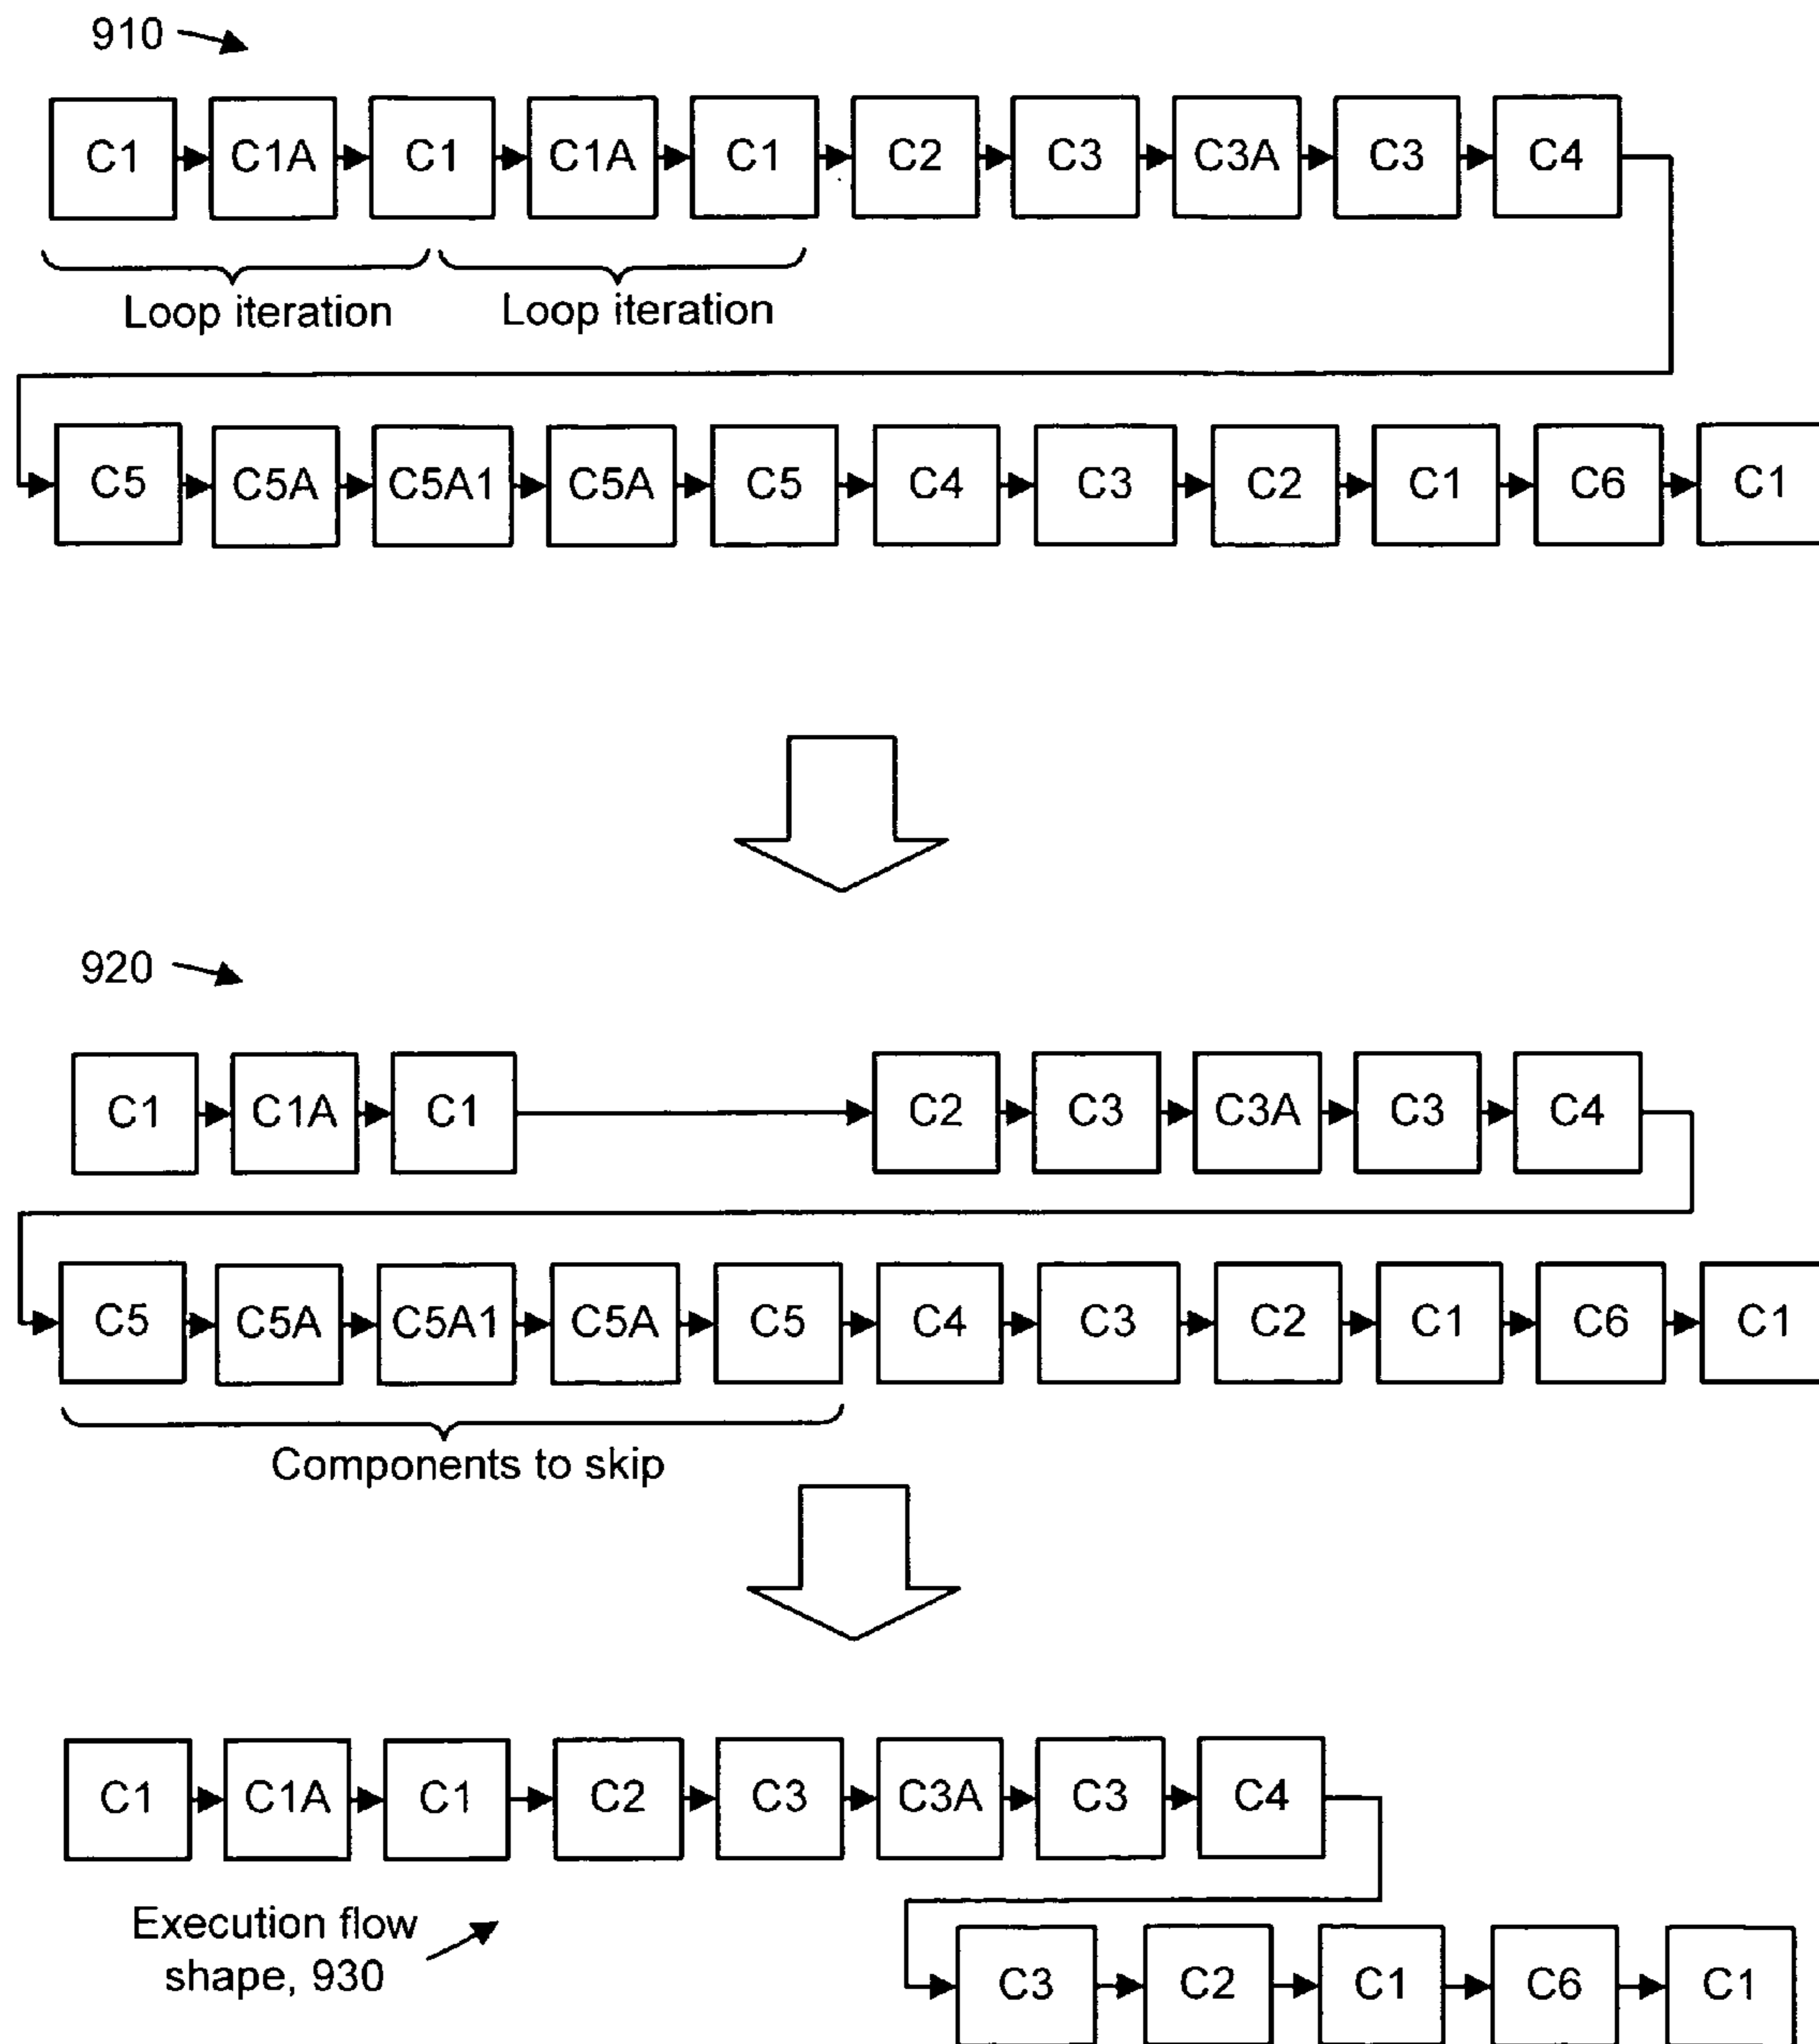 910
C1 C1A C1 C1A C1 C2 C3 C3A C3 C4
Loop iteration Loop iteration
C5 C5A C5A1 C5A C5 C4 C3 C2 C1 C6 C1
920
C1 C1A C1 C2 C3 C3A C3 C4
C5 C5A C5A1 C5A C5 C4 C3 C2 C1 C6 C1
Components to skip
C1 C1A C1 C2 C3 C3A C3 C4
Execution flow
shape, 930
C3 C2 C1 C6 C1